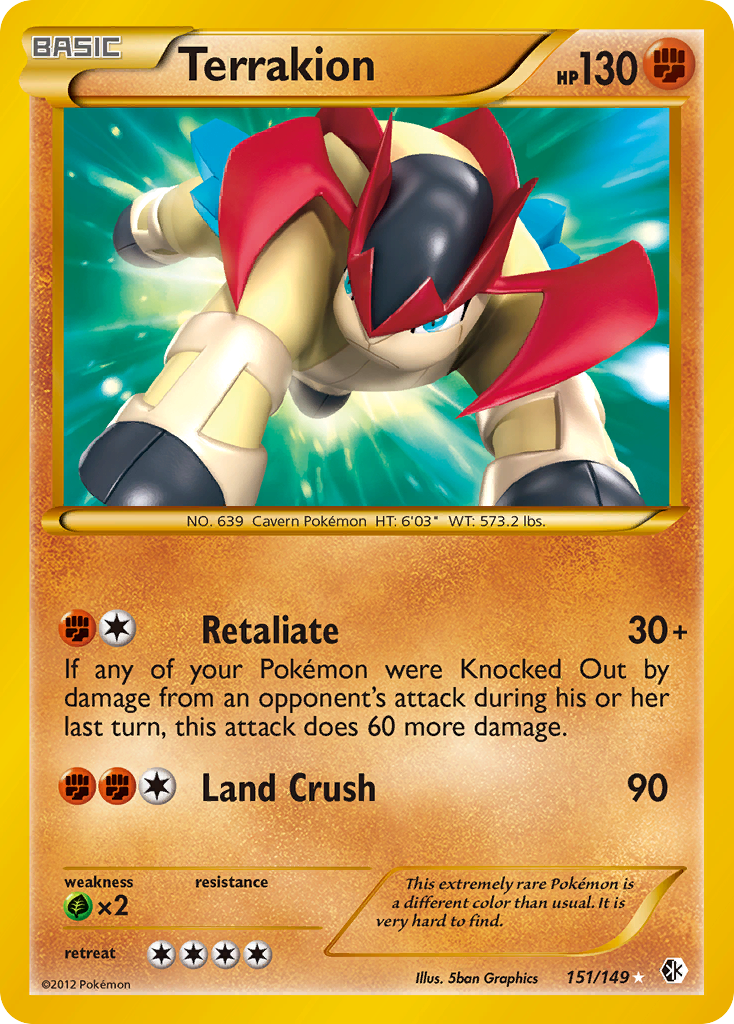 BASIC Terrakion HP130
NO. 639 Cavern Pokémon HT: 6'03" WT: 573.2 lbs.
Retaliate 30+
If any of your Pokémon were Knocked Out by
damage from an opponent's attack during his or her
last turn, this attack does 60 more damage.
Land Crush 90
weakness resistance
×2
retreat
This extremely rare Pokémon is
a different color than usual. It is
very hard to find.
©2012 Pokémon Illus. 5ban Graphics 151/149